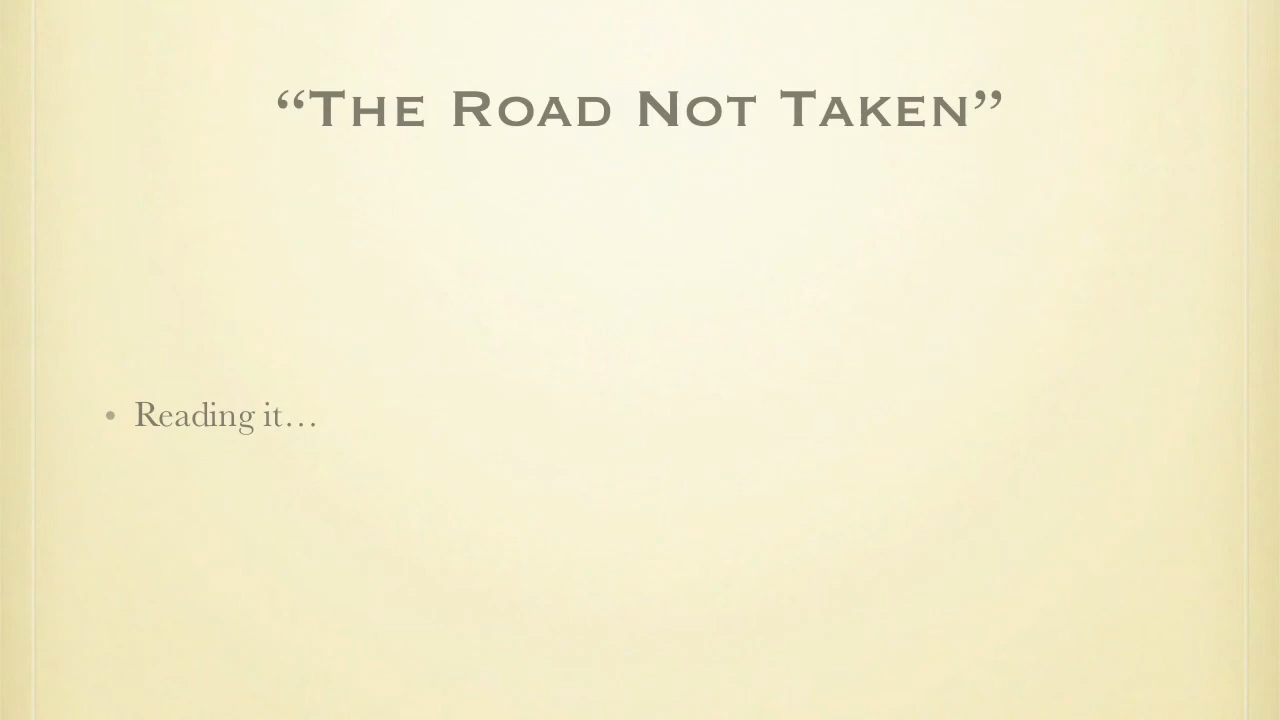 “The Road Not Taken”
• Reading it…